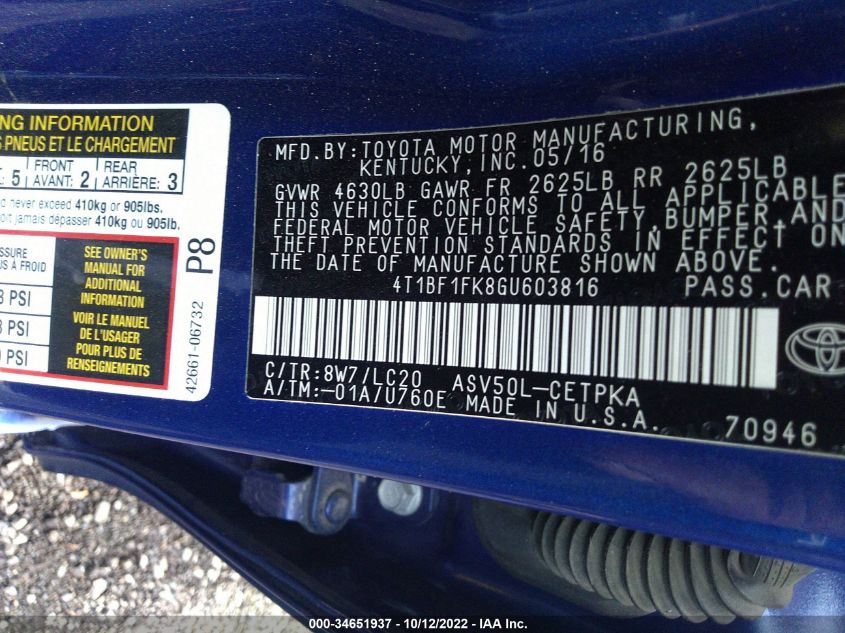 NG INFORMATION
S PNEUS ET LE CHARGEMENT
5 FRONT AVANT: 2 REAR ARRIÈRE: 3
d never exceed 410kg or 905lbs.
oit jamais dépasser 410kg ou 905lb.
ESSURE
US A FROID
PSI
PSI
PSI
SEE OWNER'S
MANUAL FOR
ADDITIONAL
INFORMATION
VOIR LE MANUEL
DE L'USAGER
POUR PLUS DE
RENSEIGNEMENTS
P8
42661-06732
MFD.BY:TOYOTA MOTOR MANUFACTURING,
KENTUCKY,INC.05/16
GVWR 4630LB GAWR FR 2625LB RR 2625LB
THIS VEHICLE CONFORMS TO ALL APPLICABLE
FEDERAL MOTOR VEHICLE SAFETY,BUMPER,AND
THEFT PREVENTION STANDARDS IN EFFECT ON
THE DATE OF MANUFACTURE SHOWN ABOVE.
4T1BF1FK8GU603816 PASS.CAR
C/TR:8W7/LC20 ASV50L-CETPKA
A/TM:-01A/U760E MADE IN U.S.A.
70946
000-34651937 - 10/12/2022 - IAA Inc.